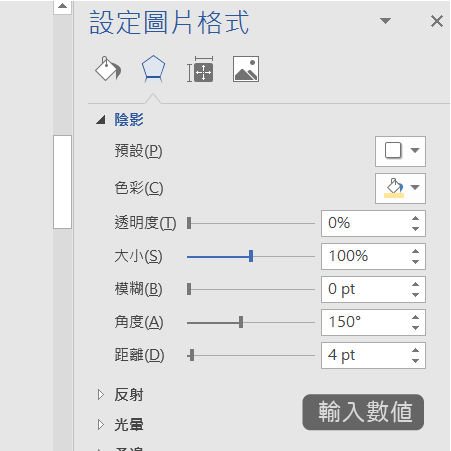 設定圖片格式
陰影
預設(P)
色彩(C)
透明度(T) 0%
大小(S) 100%
模糊(B) 0 pt
角度(A) 150°
距離(D) 4 pt
反射
光暈
輸入數值